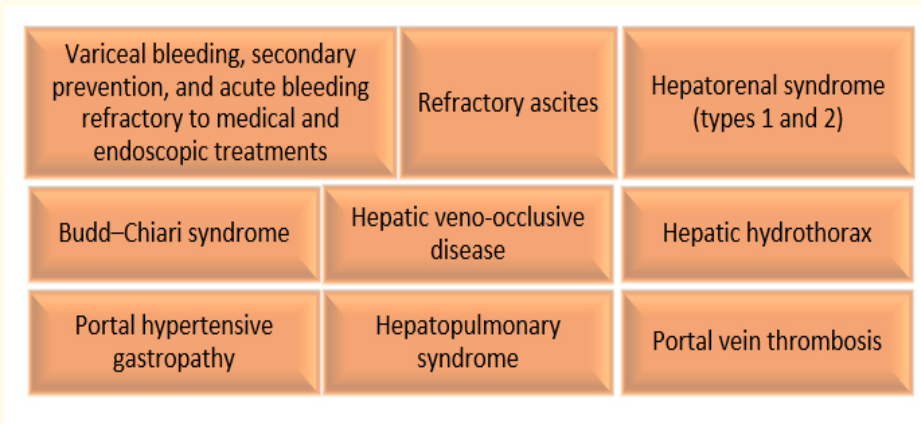 Variceal bleeding, secondary
prevention, and acute bleeding
refractory to medical and
endoscopic treatments
Refractory ascites
Hepatorenal syndrome
(types 1 and 2)
Budd–Chiari syndrome
Hepatic veno-occlusive
disease
Hepatic hydrothorax
Portal hypertensive
gastropathy
Hepatopulmonary
syndrome
Portal vein thrombosis